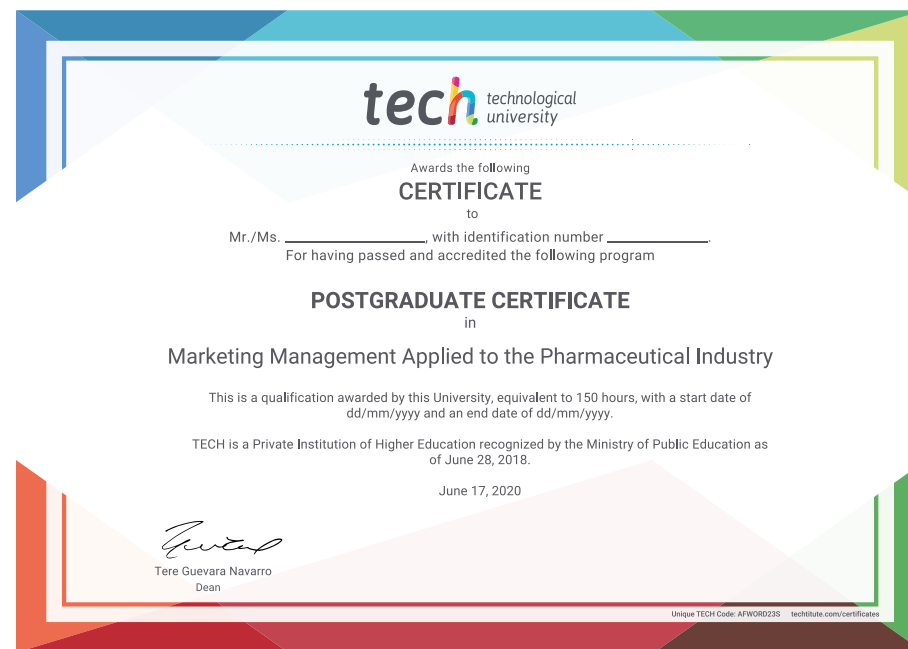 tech technological
university
Awards the following
CERTIFICATE
to
Mr./Ms. ____________, with identification number _________.
For having passed and accredited the following program
POSTGRADUATE CERTIFICATE
in
Marketing Management Applied to the Pharmaceutical Industry
This is a qualification awarded by this University, equivalent to 150 hours, with a start date of
dd/mm/yyyy and an end date of dd/mm/yyyy.
TECH is a Private Institution of Higher Education recognized by the Ministry of Public Education as
of June 28, 2018.
June 17, 2020
Tere Guevara Navarro
Dean
Unique TECH Code: AFWORD23S techtitute.com/certificates